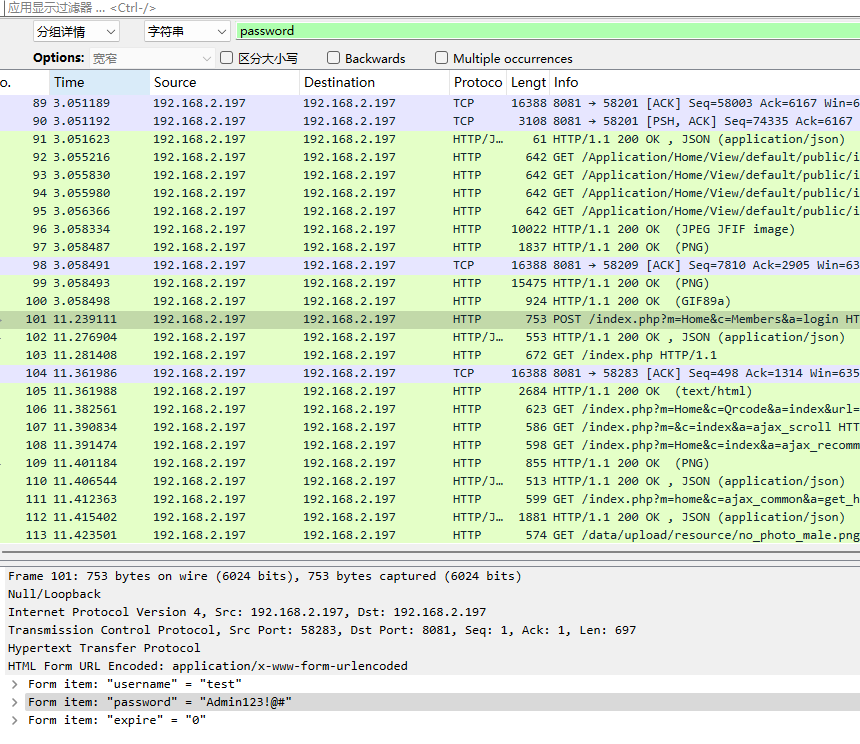 应用显示过滤器 … <Ctrl-/>
分组详情 字符串 password
Options: 宽窄 区分大小写 Backwards Multiple occurrences
o. Time Source Destination Protoco Lengt Info
89 3.051189 192.168.2.197 192.168.2.197 TCP 16388 8081 → 58201 [ACK] Seq=58003 Ack=6167 Win=6
90 3.051192 192.168.2.197 192.168.2.197 TCP 3108 8081 → 58201 [PSH, ACK] Seq=74335 Ack=6167
91 3.051623 192.168.2.197 192.168.2.197 HTTP/J… 61 HTTP/1.1 200 OK , JSON (application/json)
92 3.055216 192.168.2.197 192.168.2.197 HTTP 642 GET /Application/Home/View/default/public/i
93 3.055830 192.168.2.197 192.168.2.197 HTTP 642 GET /Application/Home/View/default/public/i
94 3.055980 192.168.2.197 192.168.2.197 HTTP 642 GET /Application/Home/View/default/public/i
95 3.056366 192.168.2.197 192.168.2.197 HTTP 642 GET /Application/Home/View/default/public/i
96 3.058334 192.168.2.197 192.168.2.197 HTTP 10022 HTTP/1.1 200 OK (JPEG JFIF image)
97 3.058487 192.168.2.197 192.168.2.197 HTTP 1837 HTTP/1.1 200 OK (PNG)
98 3.058491 192.168.2.197 192.168.2.197 TCP 16388 8081 → 58209 [ACK] Seq=7810 Ack=2905 Win=63
99 3.058493 192.168.2.197 192.168.2.197 HTTP 15475 HTTP/1.1 200 OK (PNG)
100 3.058498 192.168.2.197 192.168.2.197 HTTP 924 HTTP/1.1 200 OK (GIF89a)
101 11.239111 192.168.2.197 192.168.2.197 HTTP 753 POST /index.php?m=Home&c=Members&a=login HT
102 11.276904 192.168.2.197 192.168.2.197 HTTP/J… 553 HTTP/1.1 200 OK , JSON (application/json)
103 11.281408 192.168.2.197 192.168.2.197 HTTP 672 GET /index.php HTTP/1.1
104 11.361986 192.168.2.197 192.168.2.197 TCP 16388 8081 → 58283 [ACK] Seq=498 Ack=1314 Win=635
105 11.361988 192.168.2.197 192.168.2.197 HTTP 2684 HTTP/1.1 200 OK (text/html)
106 11.382561 192.168.2.197 192.168.2.197 HTTP 623 GET /index.php?m=Home&c=Qrcode&a=index&url=
107 11.390834 192.168.2.197 192.168.2.197 HTTP 586 GET /index.php?m=&c=index&a=ajax_scroll HTT
108 11.391474 192.168.2.197 192.168.2.197 HTTP 598 GET /index.php?m=Home&c=index&a=ajax_recomm
109 11.401184 192.168.2.197 192.168.2.197 HTTP 855 HTTP/1.1 200 OK (PNG)
110 11.406544 192.168.2.197 192.168.2.197 HTTP/J… 513 HTTP/1.1 200 OK , JSON (application/json)
111 11.412363 192.168.2.197 192.168.2.197 HTTP 599 GET /index.php?m=home&c=ajax_common&a=get_h
112 11.415402 192.168.2.197 192.168.2.197 HTTP/J… 1881 HTTP/1.1 200 OK , JSON (application/json)
113 11.423501 192.168.2.197 192.168.2.197 HTTP 574 GET /data/upload/resource/no_photo_male.png
Frame 101: 753 bytes on wire (6024 bits), 753 bytes captured (6024 bits)
Null/Loopback
Internet Protocol Version 4, Src: 192.168.2.197, Dst: 192.168.2.197
Transmission Control Protocol, Src Port: 58283, Dst Port: 8081, Seq: 1, Ack: 1, Len: 697
Hypertext Transfer Protocol
HTML Form URL Encoded: application/x-www-form-urlencoded
Form item: "username" = "test"
Form item: "password" = "Admin123!@#"
Form item: "expire" = "0"